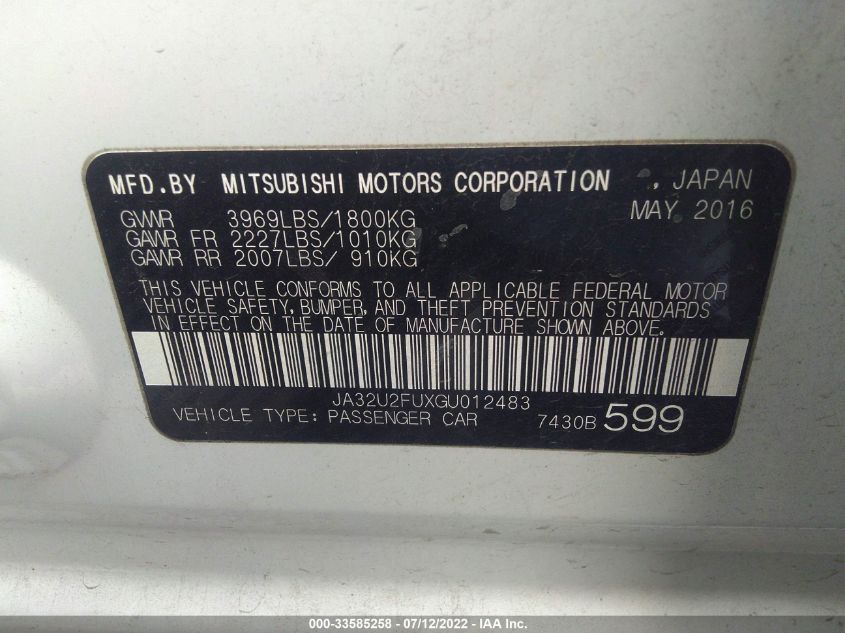 MFD.BY MITSUBISHI MOTORS CORPORATION , JAPAN
GVWR 3969LBS/1800KG MAY 2016
GAWR FR 2227LBS/1010KG
GAWR RR 2007LBS/ 910KG
THIS VEHICLE CONFORMS TO ALL APPLICABLE FEDERAL MOTOR
VEHICLE SAFETY, BUMPER, AND THEFT PREVENTION STANDARDS
IN EFFECT ON THE DATE OF MANUFACTURE SHOWN ABOVE.
JA32U2FUXGU012483
VEHICLE TYPE: PASSENGER CAR 7430B 599
000-33585258 - 07/12/2022 - IAA Inc.